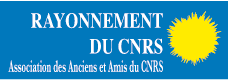 RAYONNEMENT
DU CNRS
Association des Anciens et Amis du CNRS